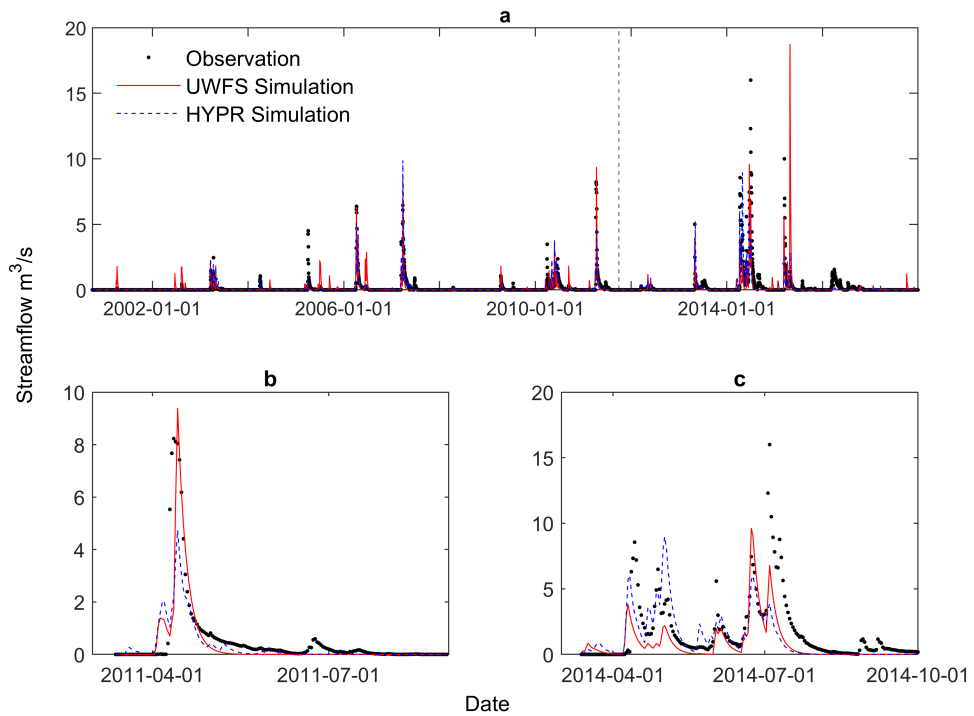 a
20
15
10
5
0
Observation
UWFS Simulation
HYPR Simulation
2002-01-01 2006-01-01 2010-01-01 2014-01-01
Streamflow m³/s
b
10
8
6
4
2
0
2011-04-01 2011-07-01
c
20
15
10
5
0
2014-04-01 2014-07-01 2014-10-01
Date